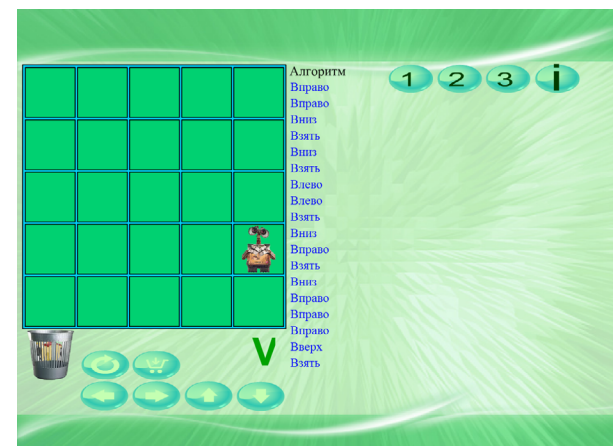 Алгоритм
Вправо
Вправо
Вниз
Взять
Вниз
Взять
Влево
Влево
Взять
Вниз
Вправо
Взять
Вниз
Вправо
Вправо
Вправо
Вверх
Взять
1 2 3 i
V